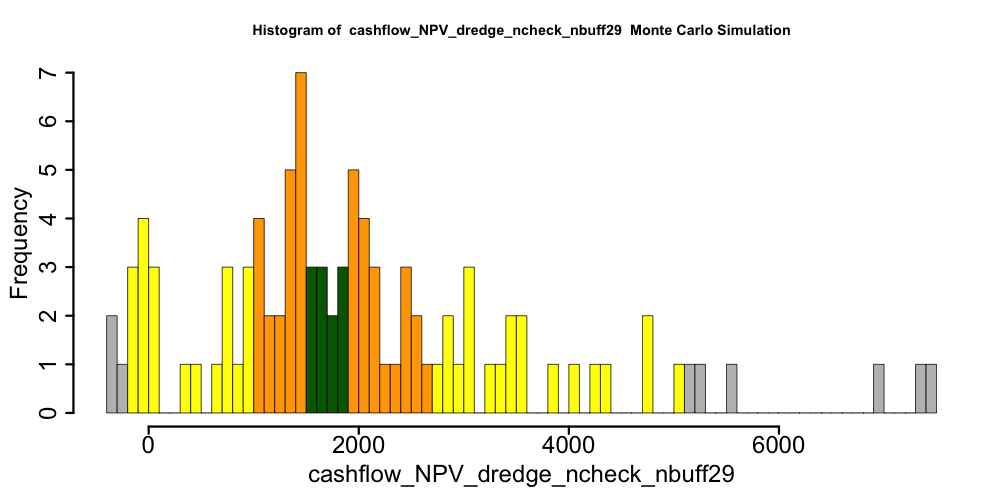 Histogram of  cashflow_NPV_dredge_ncheck_nbuff29  Monte Carlo Simulation
7
6
5
4
3
2
1
0
Frequency
0 2000 4000 6000
cashflow_NPV_dredge_ncheck_nbuff29